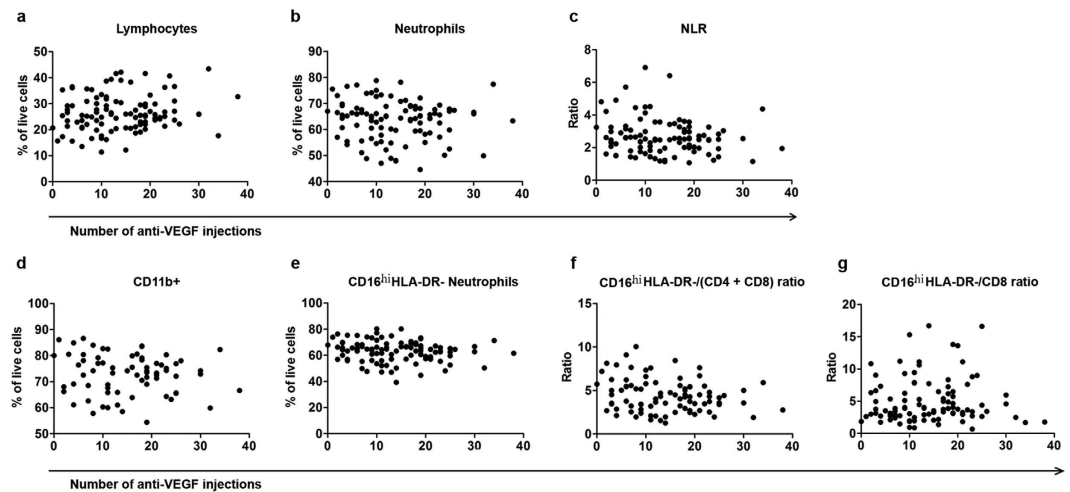 a
Lymphocytes
% of live cells
50
40
30
20
10
0
0 10 20 30 40
b
Neutrophils
% of live cells
90
80
70
60
50
40
0 10 20 30 40
c
NLR
Ratio
8
6
4
2
0
0 10 20 30 40
Number of anti-VEGF injections
d
CD11b+
% of live cells
100
90
80
70
60
50
0 10 20 30 40
e
CD16hiHLA-DR- Neutrophils
% of live cells
100
80
60
40
20
0
0 10 20 30 40
f
CD16hiHLA-DR-/(CD4 + CD8) ratio
Ratio
15
10
5
0
0 10 20 30 40
g
CD16hiHLA-DR-/CD8 ratio
Ratio
20
15
10
5
0
0 10 20 30 40
Number of anti-VEGF injections